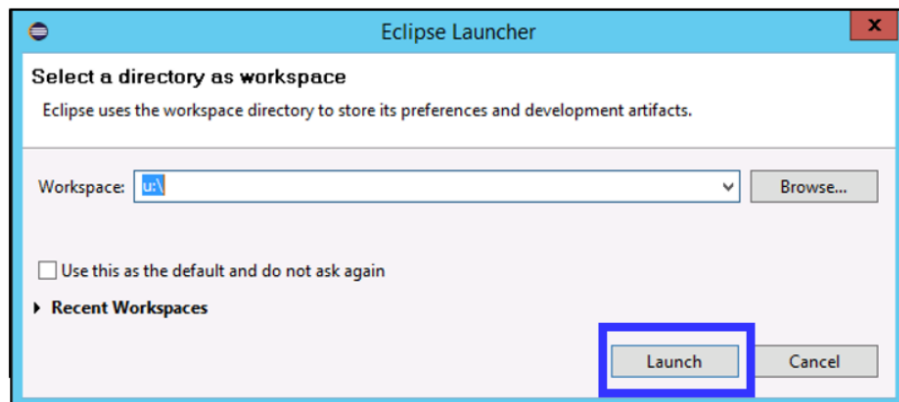 Eclipse Launcher
x
Select a directory as workspace
Eclipse uses the workspace directory to store its preferences and development artifacts.
Workspace: u:\ Browse...
Use this as the default and do not ask again
Recent Workspaces
Launch Cancel